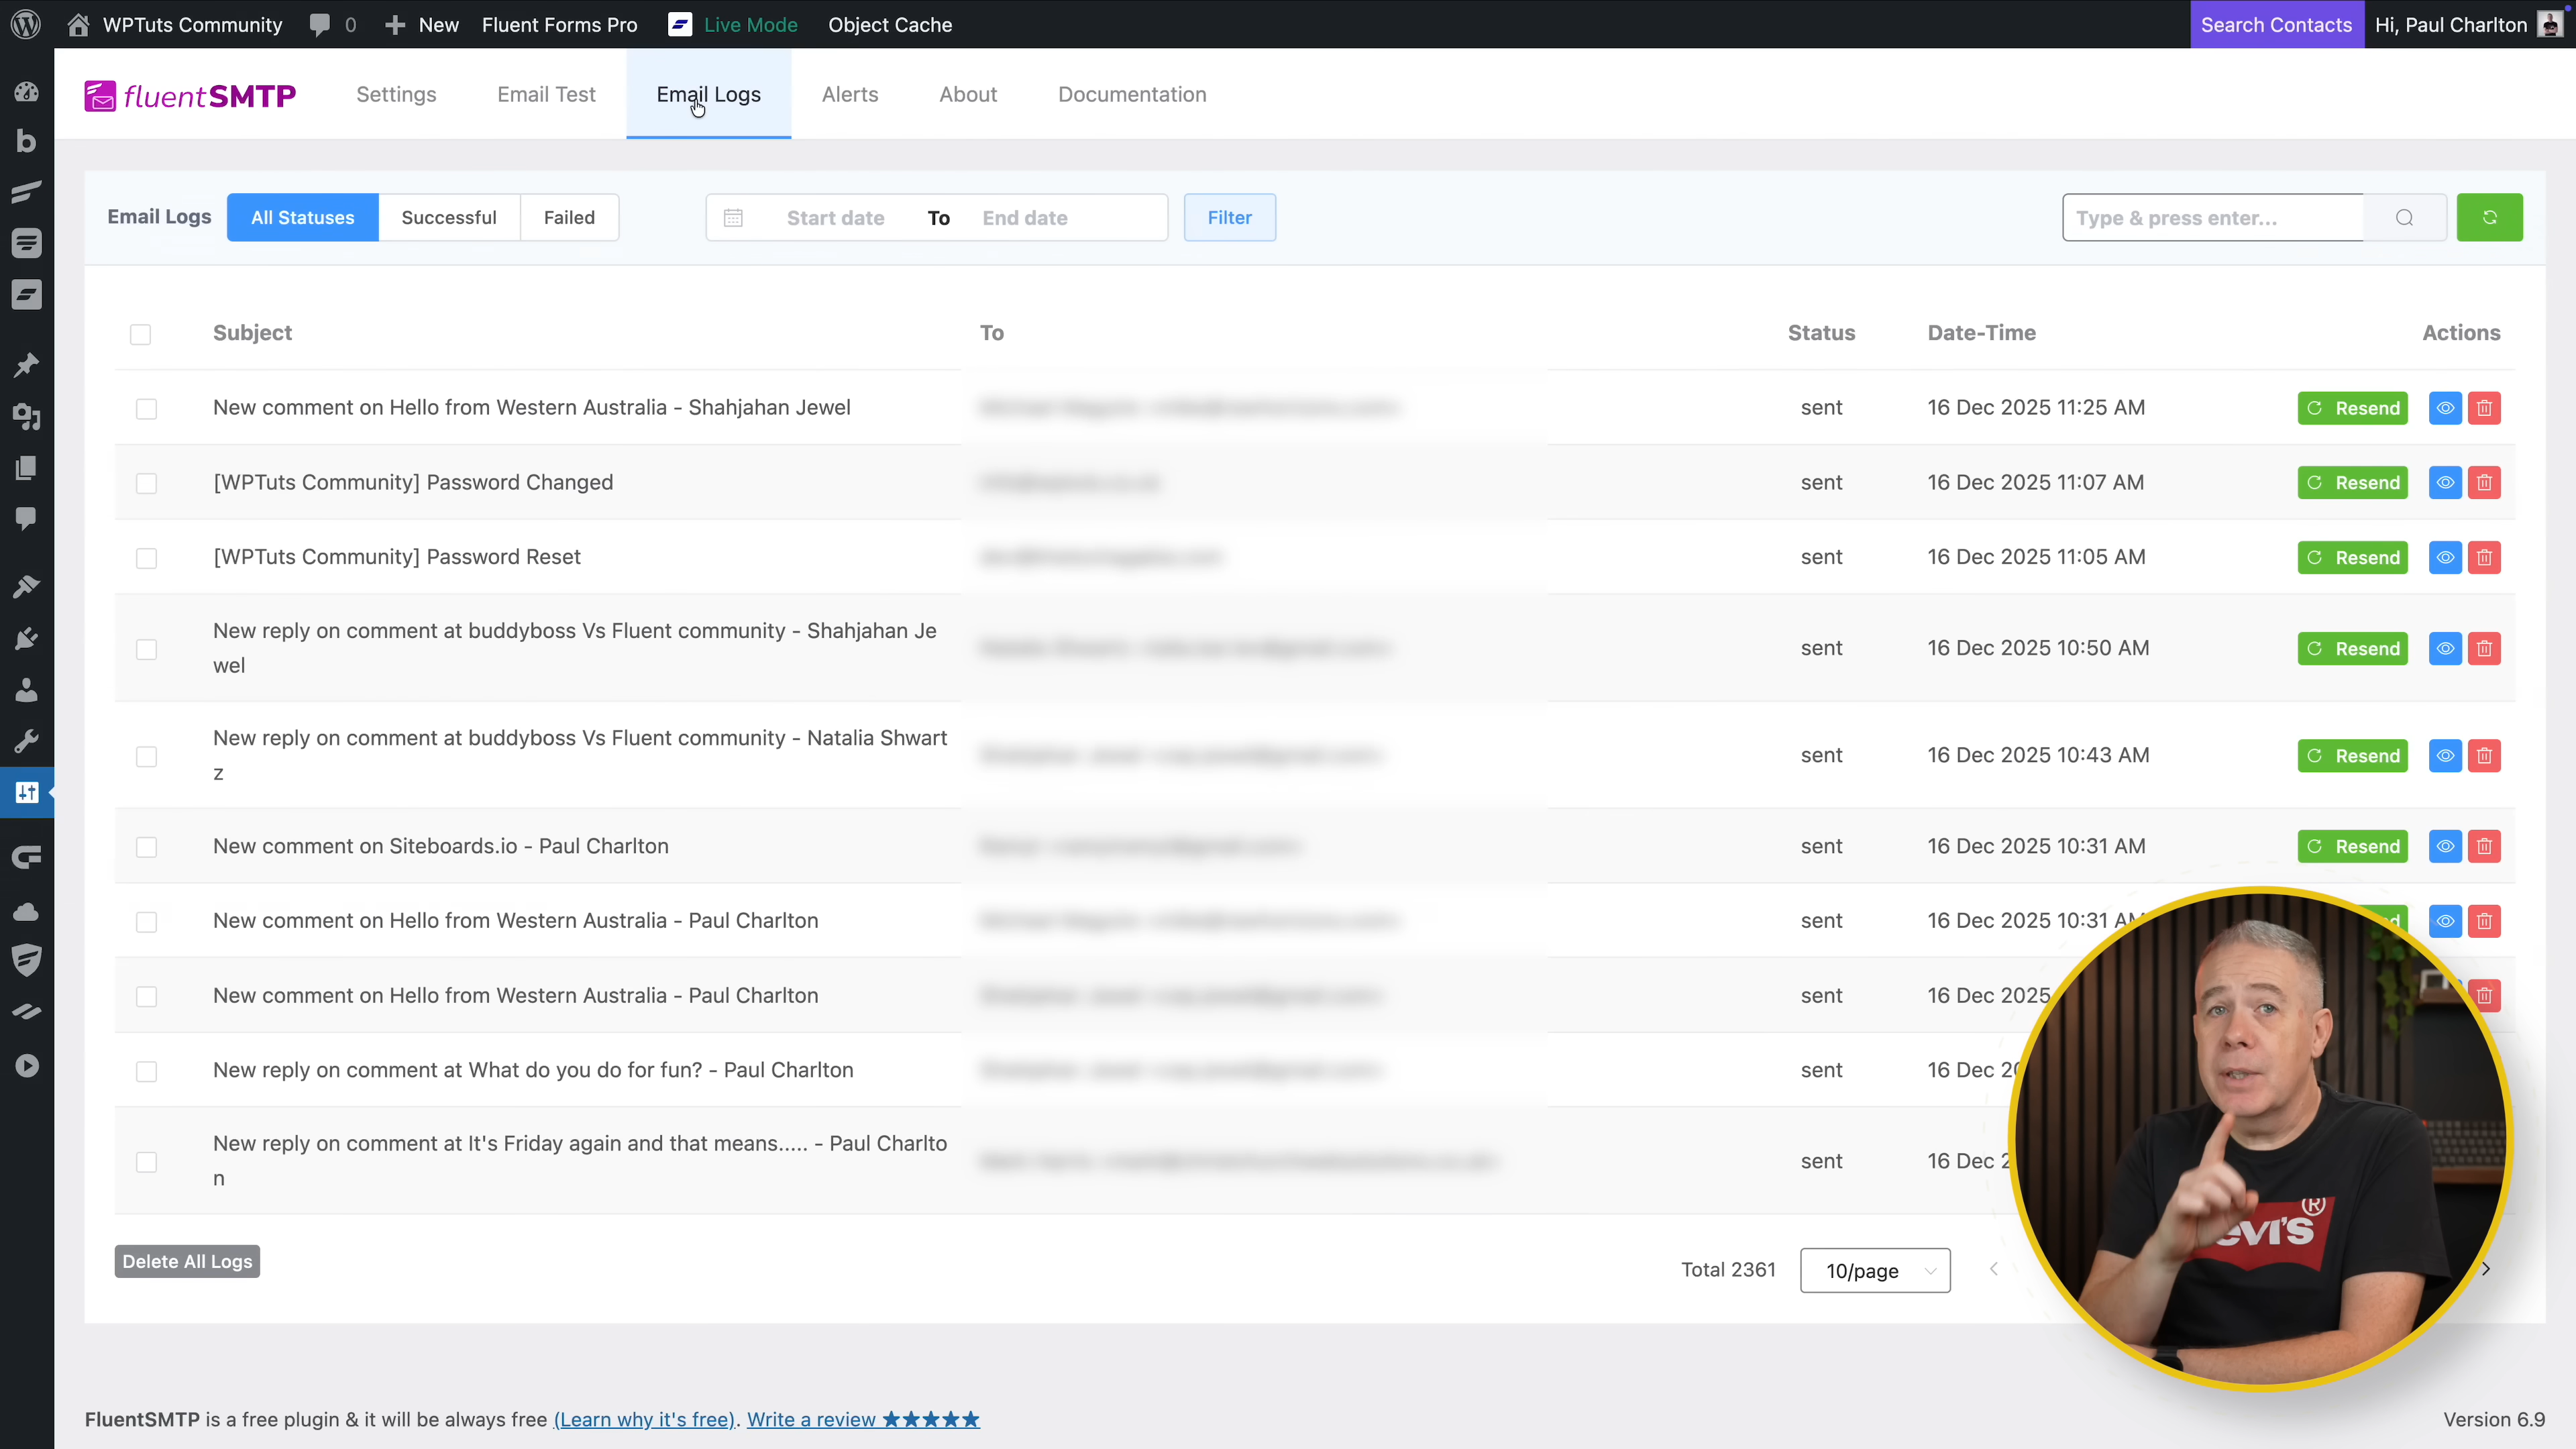 WPTuts Community 0 New Fluent Forms Pro Live Mode Object Cache Search Contacts Hi, Paul Charlton
fluentSMTP Settings Email Test Email Logs Alerts About Documentation
Email Logs All Statuses Successful Failed Start date To End date Filter Type & press enter...
Subject To Status Date-Time Actions
New comment on Hello from Western Australia - Shahjahan Jewel sent 16 Dec 2025 11:25 AM Resend
[WPTuts Community] Password Changed sent 16 Dec 2025 11:07 AM Resend
[WPTuts Community] Password Reset sent 16 Dec 2025 11:05 AM Resend
New reply on comment at buddyboss Vs Fluent community - Shahjahan Je
wel
sent 16 Dec 2025 10:50 AM Resend
New reply on comment at buddyboss Vs Fluent community - Natalia Shwart
z
sent 16 Dec 2025 10:43 AM Resend
New comment on Siteboards.io - Paul Charlton sent 16 Dec 2025 10:31 AM Resend
New comment on Hello from Western Australia - Paul Charlton sent 16 Dec 2025 10:31 AM
New comment on Hello from Western Australia - Paul Charlton sent 16 Dec 2025
New reply on comment at What do you do for fun? - Paul Charlton sent 16 Dec
New reply on comment at It's Friday again and that means..... - Paul Charlto
n
sent 16 Dec
Delete All Logs Total 2361 10/page
FluentSMTP is a free plugin & it will be always free (Learn why it's free). Write a review ★★★★★ Version 6.9